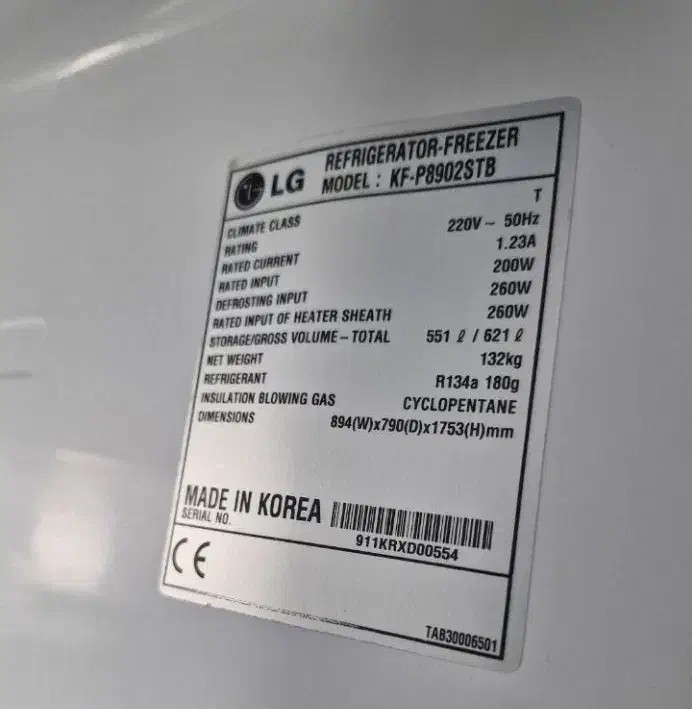 LG REFRIGERATOR-FREEZER
MODEL : KF-P8902STB
CLIMATE CLASS T
RATING 220V~ 50Hz
RATED CURRENT 1.23A
RATED INPUT 200W
DEFROSTING INPUT 260W
RATED INPUT OF HEATER SHEATH 260W
STORAGE/GROSS VOLUME-TOTAL 551 ℓ / 621 ℓ
NET WEIGHT 132kg
REFRIGERANT R134a 180g
INSULATION BLOWING GAS CYCLOPENTANE
DIMENSIONS 894(W)x790(D)x1753(H)mm
MADE IN KOREA
SERIAL NO. 911KRXD00554
CE
TAB30006501